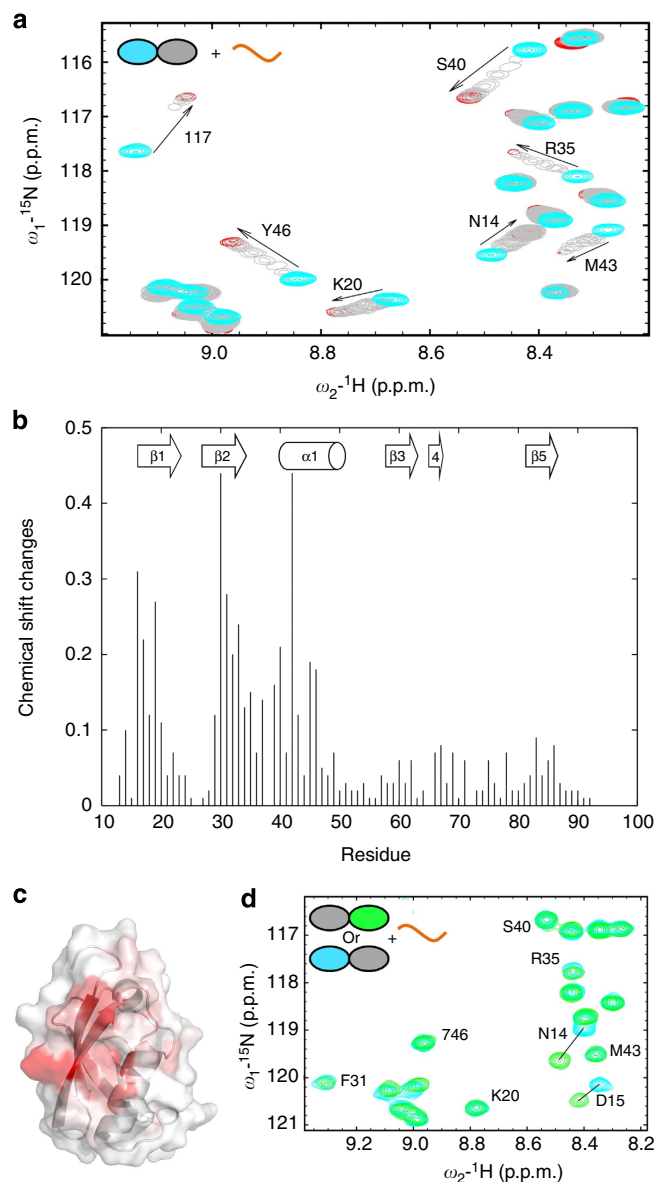 a
+
S40
117
R35
N14
Y46
M43
K20
116
117
118
119
120
ω1-15N (p.p.m.)
9.0
8.8
8.6
8.4
ω2-1H (p.p.m.)
b
0.5
0.4
0.3
0.2
0.1
0
Chemical shift changes
β1
β2
α1
β3
4
β5
10
20
30
40
50
60
70
80
90
100
Residue
c
d
Or
+
S40
R35
746
N14
M43
F31
K20
D15
117
118
119
120
121
ω1-15N (p.p.m.)
9.2
9.0
8.8
8.6
8.4
8.2
ω2-1H (p.p.m.)